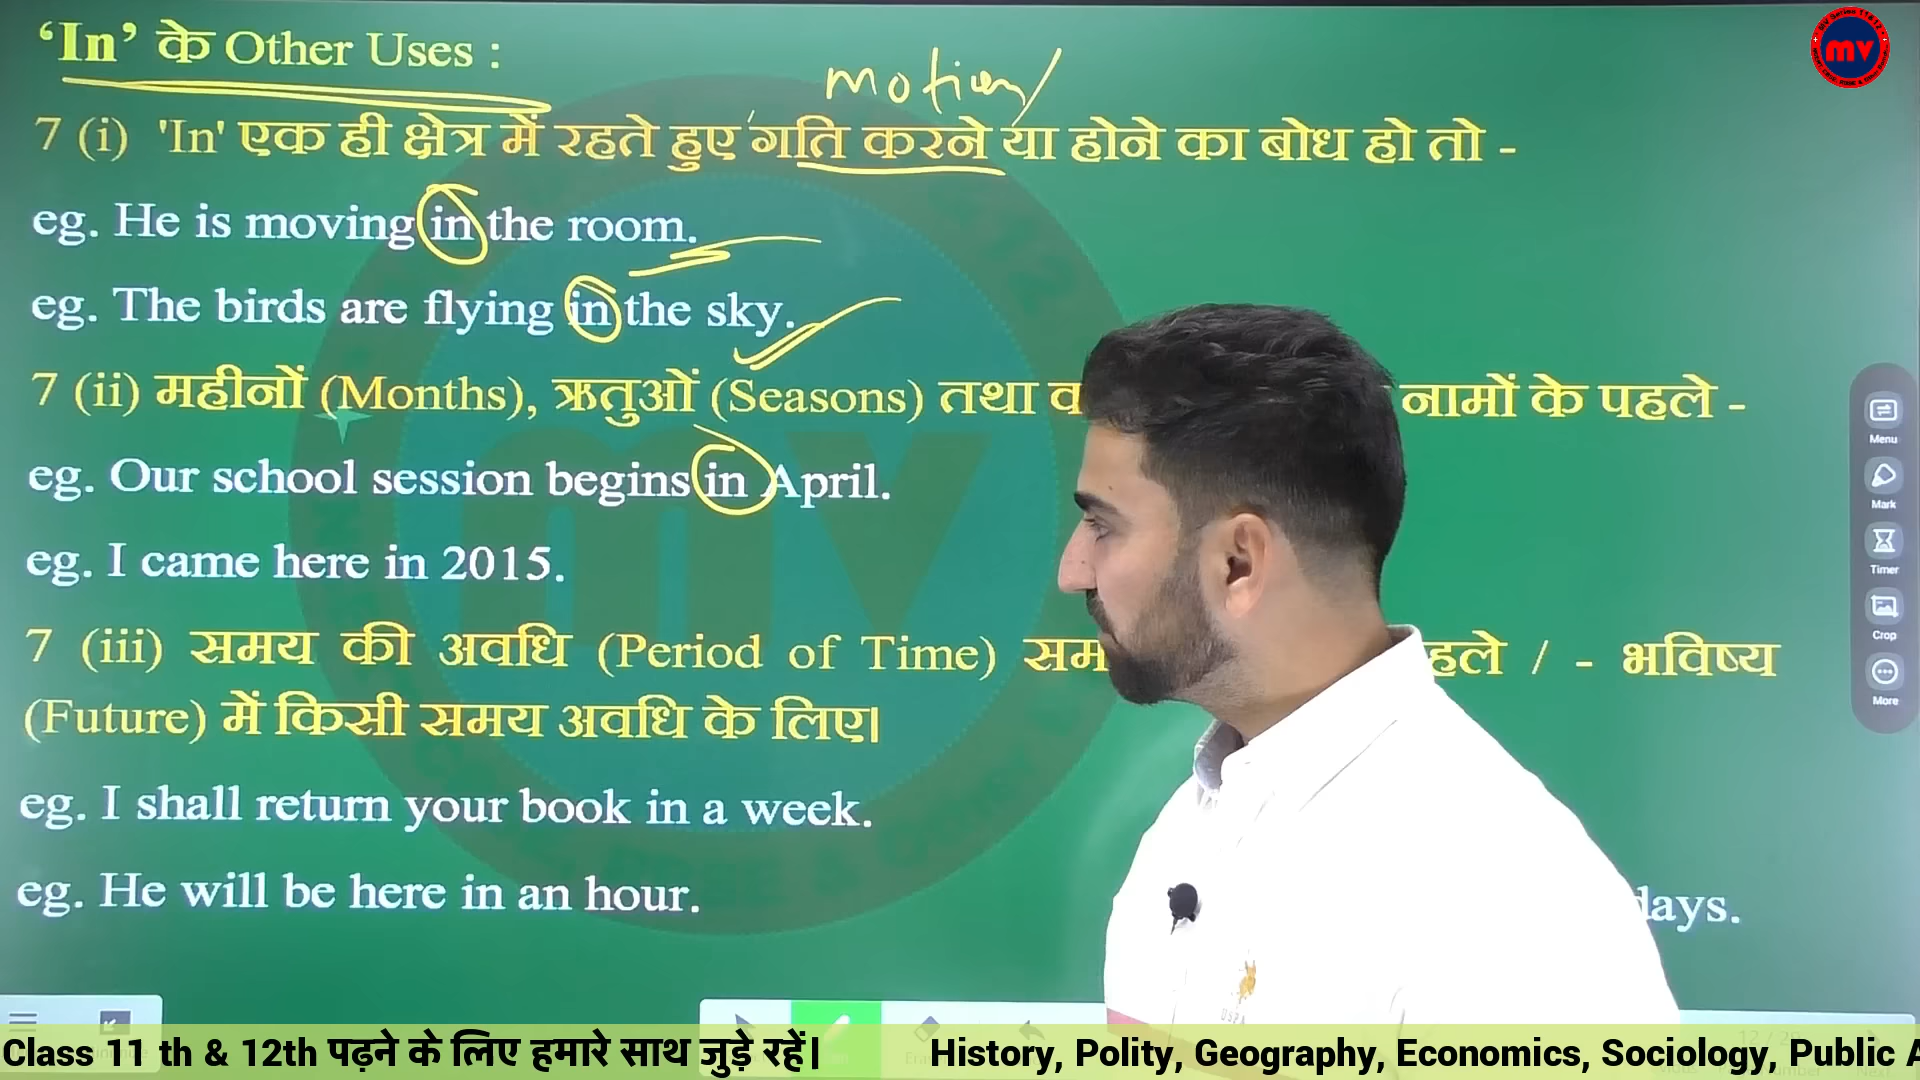 ‘In’ के Other Uses :
motion/
7 (i) 'In' एक ही क्षेत्र में रहते हुए गति करने या होने का बोध हो तो -
eg. He is moving in the room.
eg. The birds are flying in the sky.
7 (ii) महीनों (Months), ऋतुओं (Seasons) तथा नामों के पहले -
eg. Our school session begins in April.
eg. I came here in 2015.
7 (iii) समय की अवधि (Period of Time) / - भविष्य
(Future) में किसी समय अवधि के लिए।
eg. I shall return your book in a week.
eg. He will be here in an hour.
days.
mv
mv
Menu
Mark
Timer
Crop
More
Class 11 th & 12th पढ़ने के लिए हमारे साथ जुड़े रहें| History, Polity, Geography, Economics, Sociology, Public